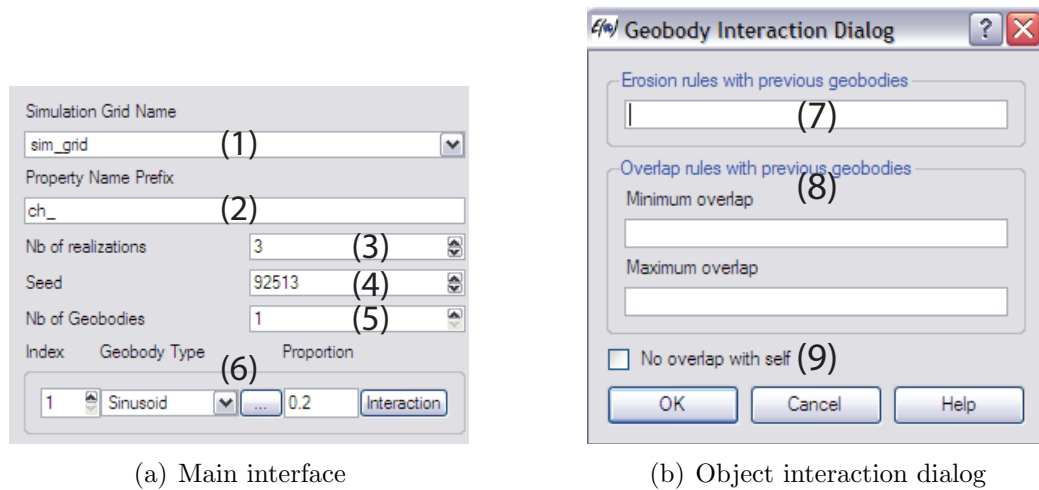 Simulation Grid Name
sim_grid (1)
Property Name Prefix
ch_ (2)
Nb of realizations 3 (3)
Seed 92513 (4)
Nb of Geobodies 1 (5)
Index Geobody Type Proportion
(6)
1 Sinusoid ... 0.2 Interaction
(a) Main interface
Geobody Interaction Dialog ?
Erosion rules with previous geobodies
(7)
Overlap rules with previous geobodies
(8)
Minimum overlap
Maximum overlap
No overlap with self (9)
OK Cancel Help
(b) Object interaction dialog